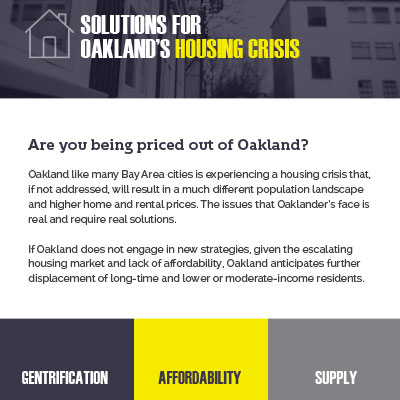 SOLUTIONS FOR
OAKLAND'S HOUSING CRISIS
Are you being priced out of Oakland?
Oakland like many Bay Area cities is experiencing a housing crisis that,
if not addressed, will result in a much different population landscape
and higher home and rental prices. The issues that Oaklander's face is
real and require real solutions.
If Oakland does not engage in new strategies, given the escalating
housing market and lack of affordability, Oakland anticipates further
displacement of long-time and lower or moderate-income residents.
GENTRIFICATION
AFFORDABILITY
SUPPLY